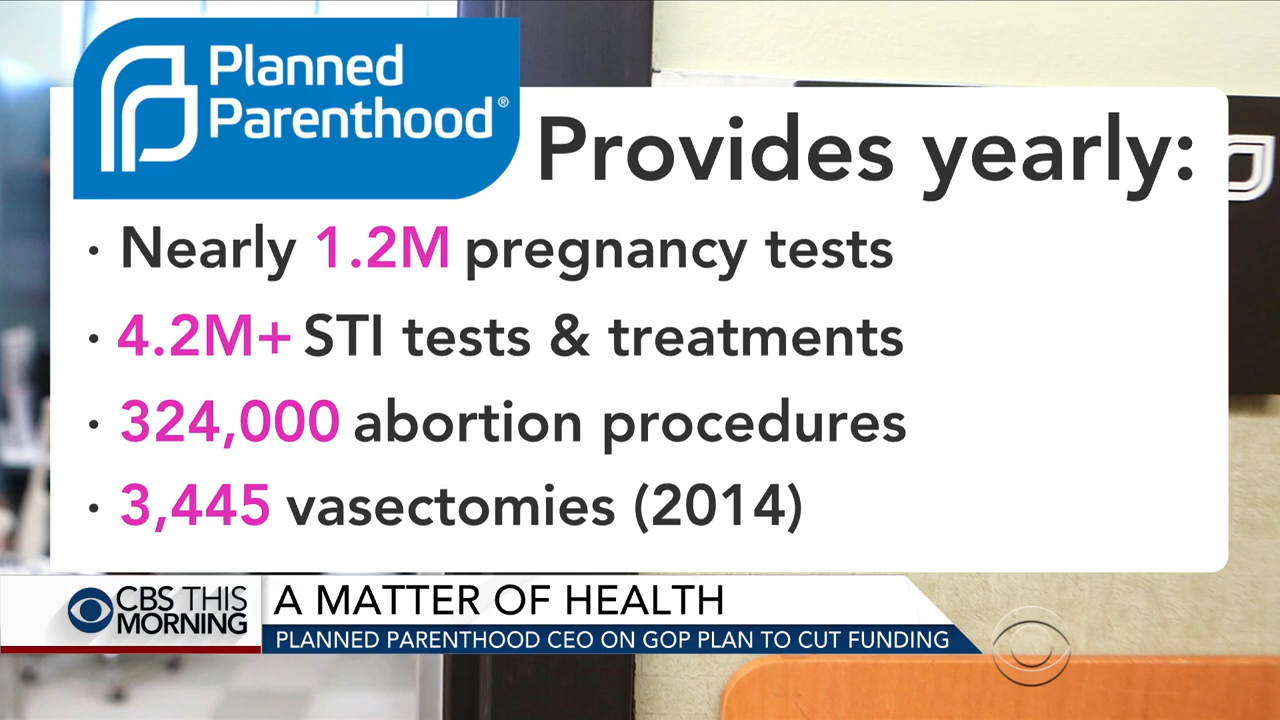 Planned
Parenthood®
Provides yearly:
· Nearly 1.2M pregnancy tests
· 4.2M+ STI tests & treatments
· 324,000 abortion procedures
· 3,445 vasectomies (2014)
CBS THIS
MORNING
A MATTER OF HEALTH
PLANNED PARENTHOOD CEO ON GOP PLAN TO CUT FUNDING